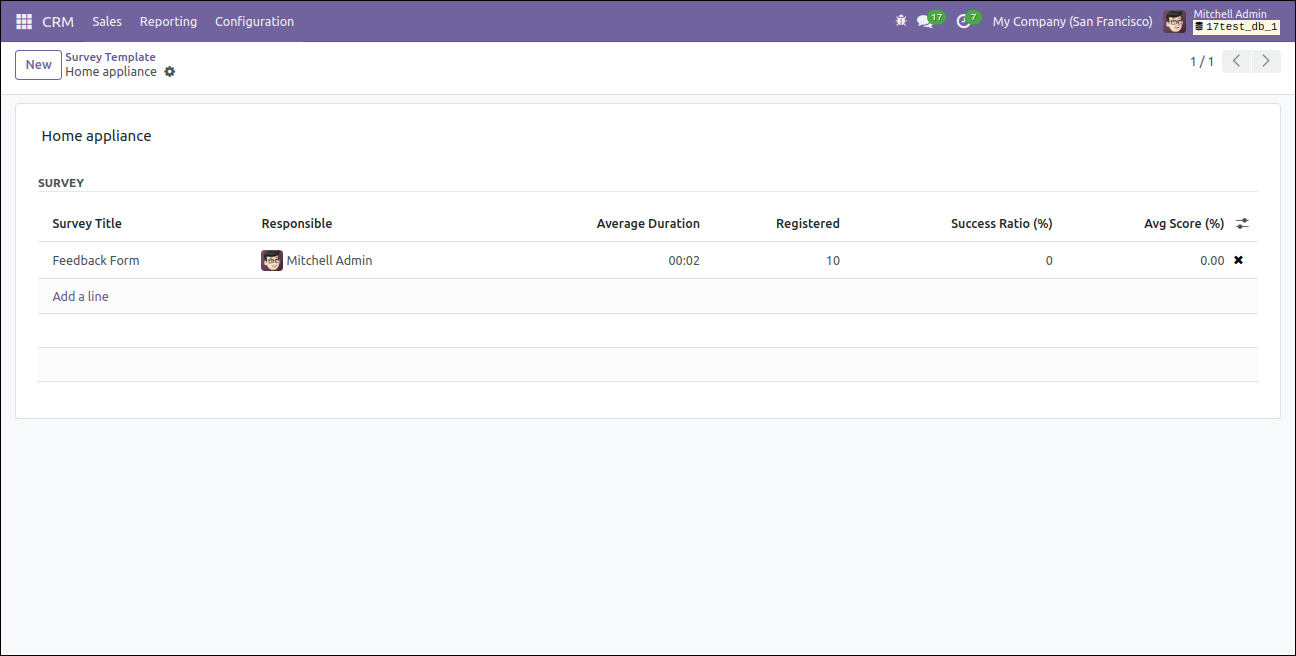 CRM Sales Reporting Configuration 17 7 My Company (San Francisco) Mitchell Admin
17test_db_1
New Survey Template
Home appliance
1 / 1
Home appliance
SURVEY
Survey Title Responsible Average Duration Registered Success Ratio (%) Avg Score (%)
Feedback Form Mitchell Admin 00:02 10 0 0.00
Add a line